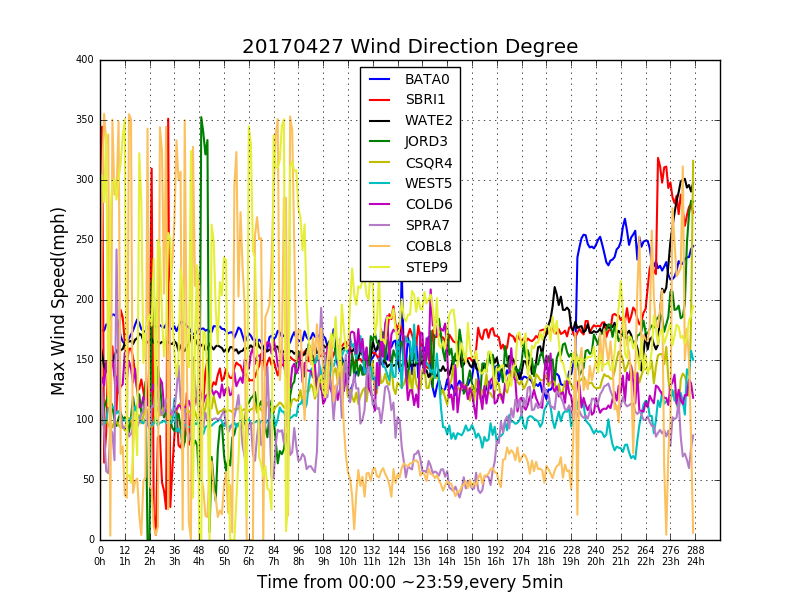 20170427 Wind Direction Degree
Max Wind Speed(mph)
400
350
300
250
200
150
100
50
0
BATA0
SBRI1
WATE2
JORD3
CSQR4
WEST5
COLD6
SPRA7
COBL8
STEP9
0 12 24 36 48 60 72 84 96 108 120 132 144 156 168 180 192 204 216 228 240 252 264 276 288
0h 1h 2h 3h 4h 5h 6h 7h 8h 9h 10h 11h 12h 13h 14h 15h 16h 17h 18h 19h 20h 21h 22h 23h 24h
Time from 00:00 ~23:59,every 5min